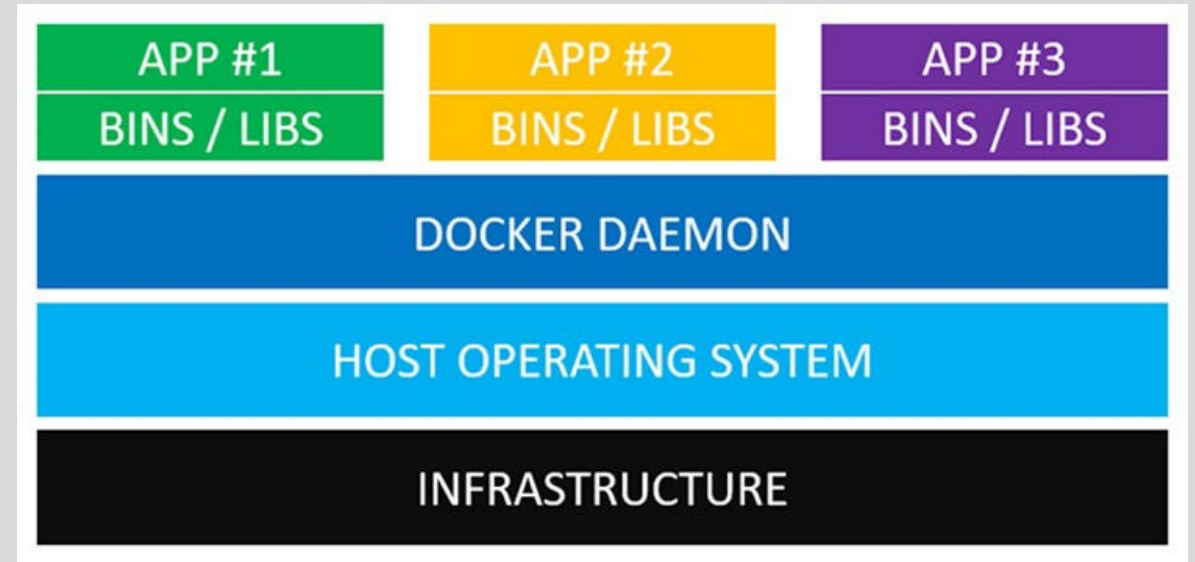 APP #1
BINS / LIBS
APP #2
BINS / LIBS
APP #3
BINS / LIBS
DOCKER DAEMON
HOST OPERATING SYSTEM
INFRASTRUCTURE